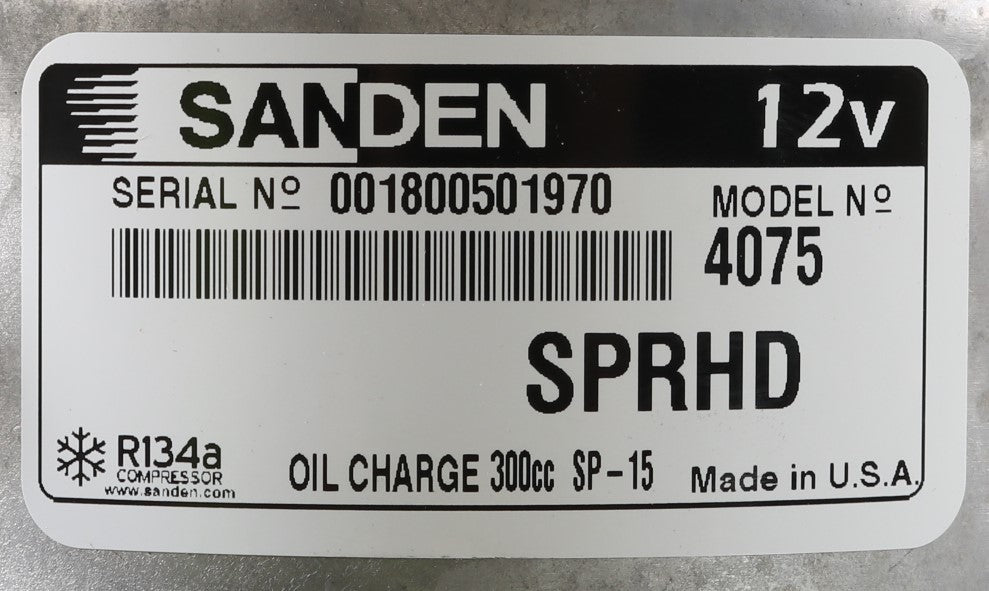 SANDEN 12v
SERIAL Nº 001800501970
MODEL Nº
4075
SPRHD
R134a
COMPRESSOR
www.sanden.com
OIL CHARGE 300cc SP-15
Made in U.S.A.